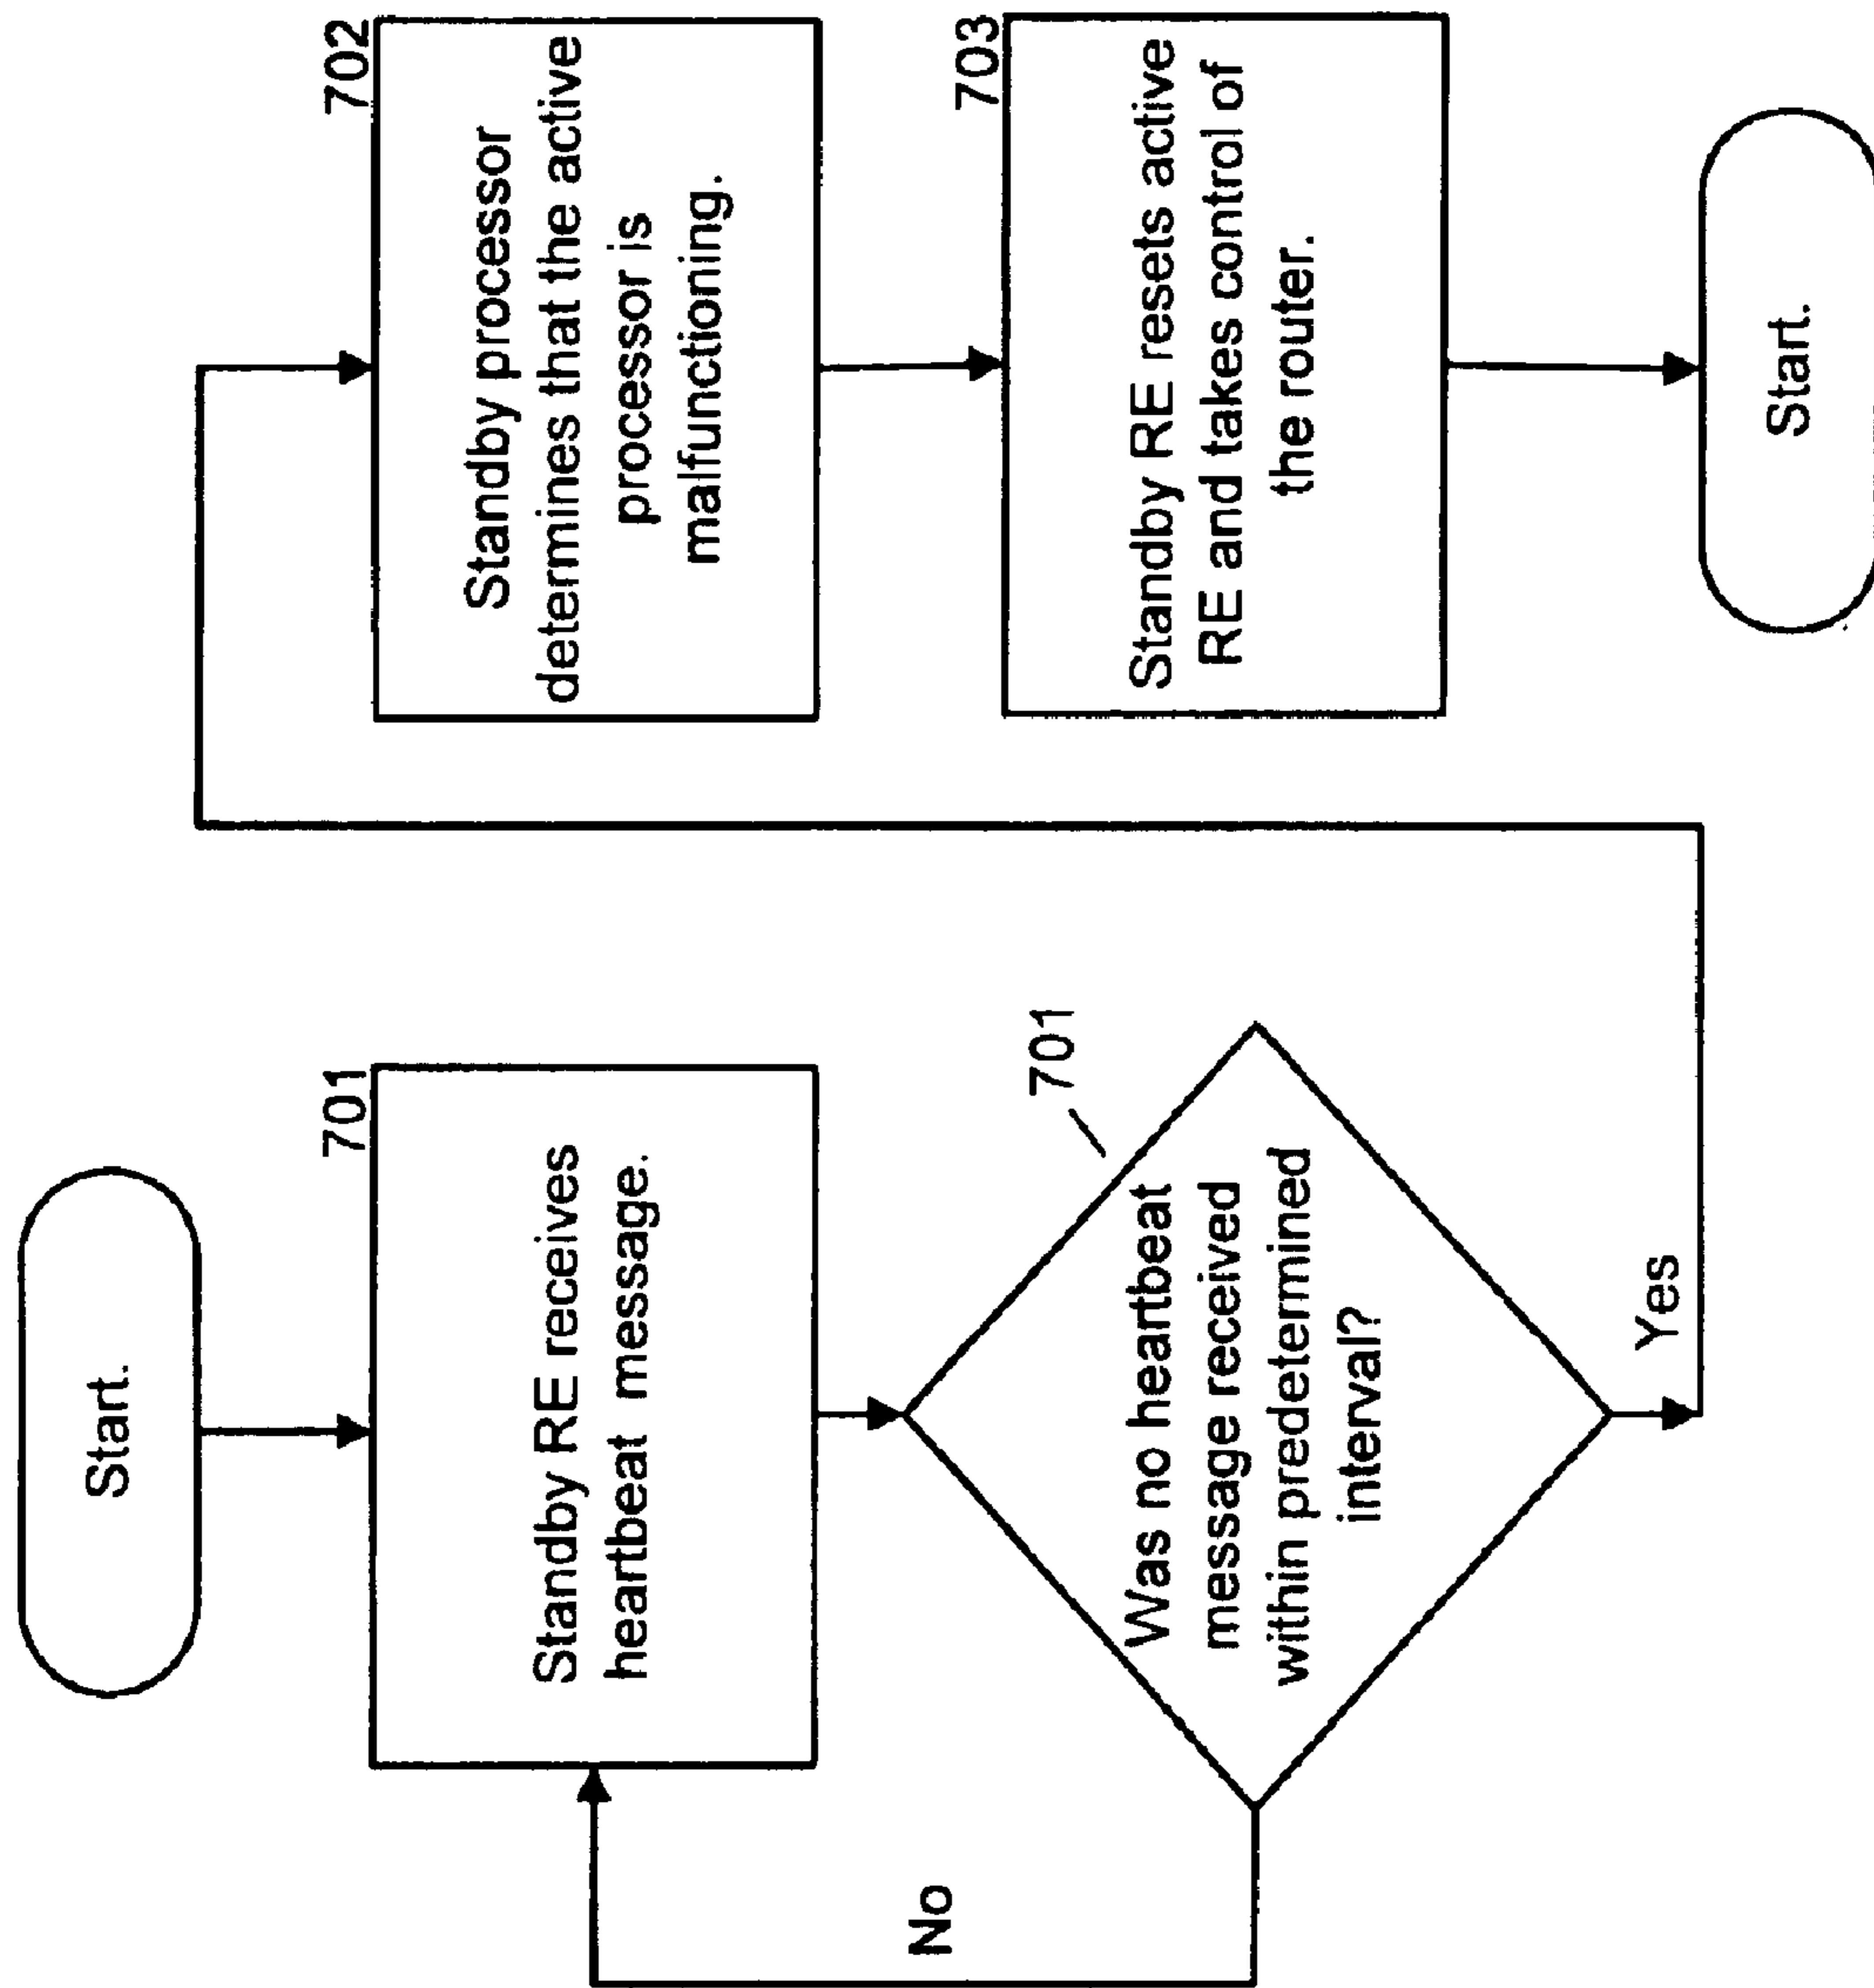 Start.
701
Standby RE receives
heartbeat message.
701
Was no heartbeat
message received
within predetermined
interval?
No
Yes
702
Standby processor
determines that the active
processor is
malfunctioning.
703
Standby RE resets active
RE and takes control of
the router.
Start.